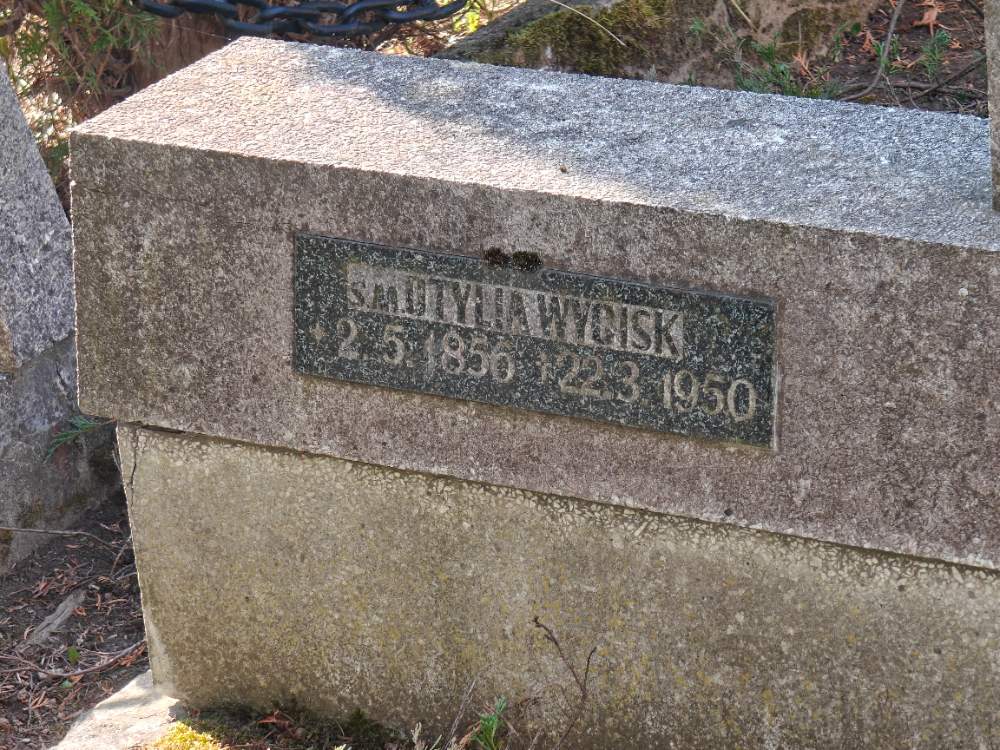 ś.m. OTYLIA WYCISK
* 2. 5. 1856 † 22. 3. 1950